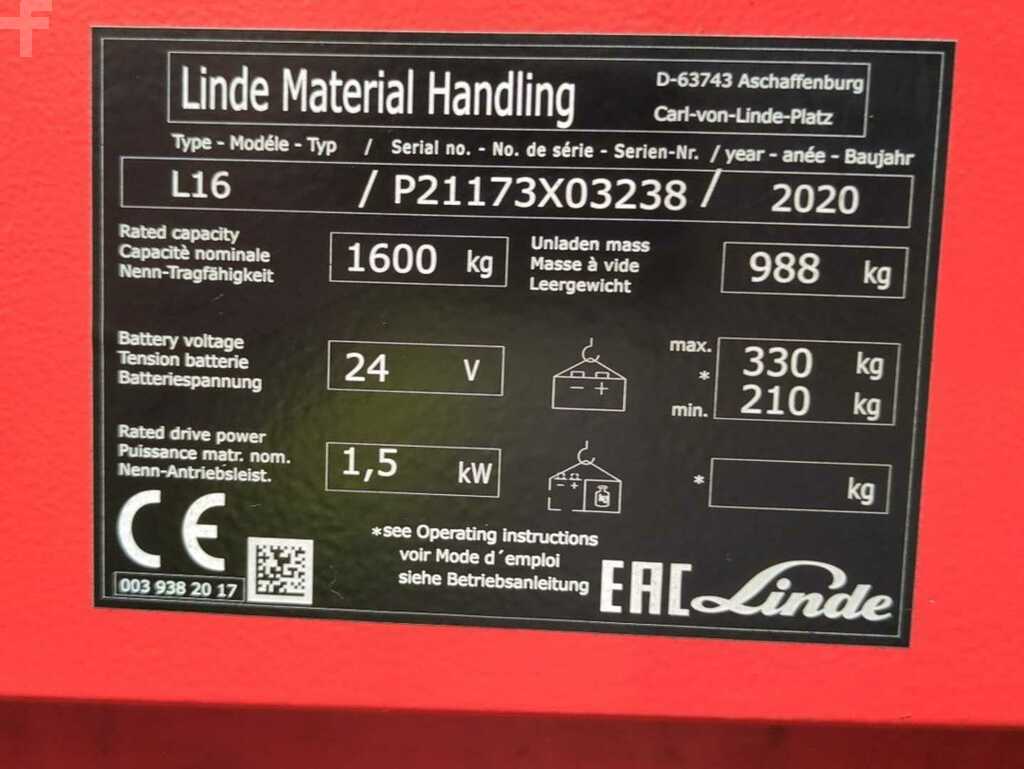 Linde Material Handling
D-63743 Aschaffenburg
Carl-von-Linde-Platz
Type - Modéle - Typ / Serial no. - No. de série - Serien-Nr. / year - anée - Baujahr
L16 / P21173X03238 / 2020
Rated capacity
Capacitè nominale
Nenn-Tragfähigkeit
1600 kg
Unladen mass
Masse à vide
Leergewicht
988 kg
Battery voltage
Tension batterie
Batteriespannung
24 V
- +
max. 330 kg
*
min. 210 kg
Rated drive power
Puissance matr. nom.
Nenn-Antriebsleist.
1,5 kW
- +
* kg
*see Operating instructions
voir Mode d´emploi
siehe Betriebsanleitung
CE
003 938 20 17
EAC Linde